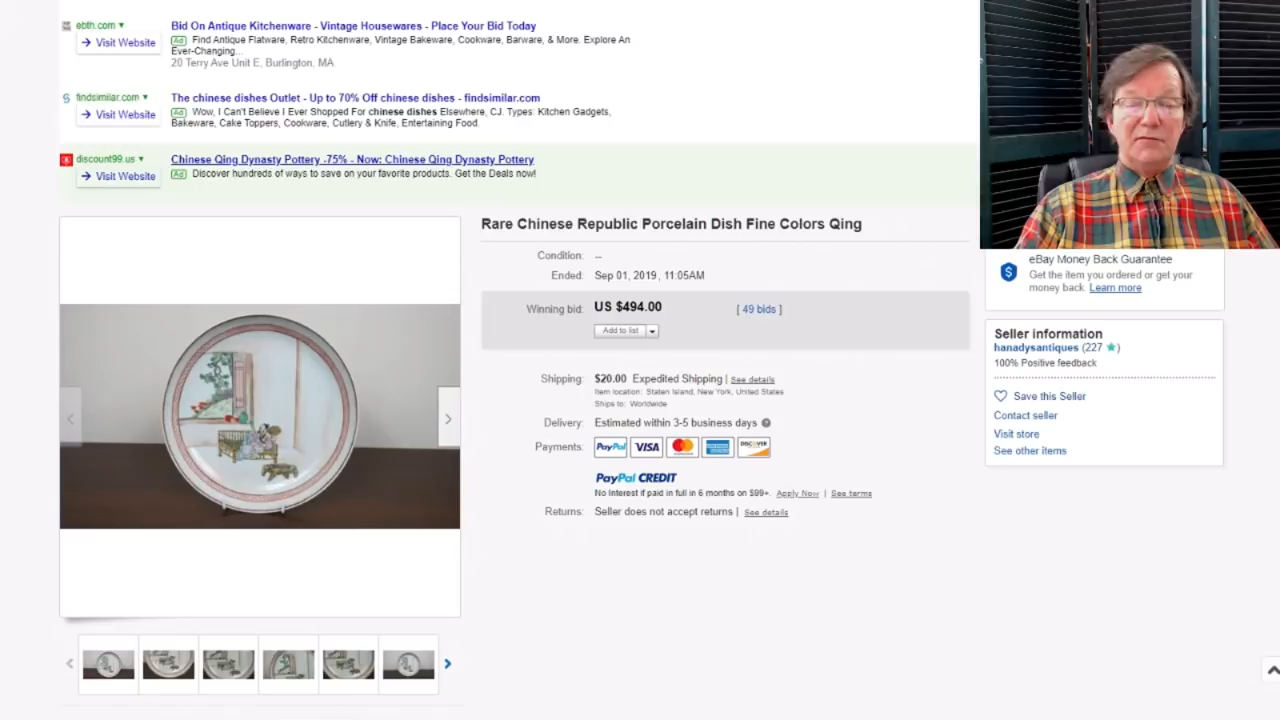 ebth.com
Bid On Antique Kitchenware - Vintage Housewares - Place Your Bid Today
Visit Website
Ad Find Antique Flatware, Retro Kitchenware, Vintage Bakeware, Cookware, Barware, & More. Explore An
Ever-Changing...
20 Terry Ave Unit E, Burlington, MA
findsimilar.com
The chinese dishes Outlet - Up to 70% Off chinese dishes - findsimilar.com
Visit Website
Ad Wow, I Can't Believe I Ever Shopped For chinese dishes Elsewhere, CJ. Types: Kitchen Gadgets,
Bakeware, Cake Toppers, Cookware, Cutlery & Knife, Entertaining Food.
discount99.us
Chinese Qing Dynasty Pottery -75% - Now: Chinese Qing Dynasty Pottery
Visit Website
Ad Discover hundreds of ways to save on your favorite products. Get the Deals now!
Rare Chinese Republic Porcelain Dish Fine Colors Qing
Condition: --
Ended: Sep 01, 2019 , 11:05AM
Winning bid: US $494.00 [ 49 bids ]
Add to list
Shipping: $20.00 Expedited Shipping | See details
Item location: Staten Island, New York, United States
Ships to: Worldwide
Delivery: Estimated within 3-5 business days
Payments: PayPal VISA MasterCard AMERICAN EXPRESS DISCOVER
PayPal CREDIT
No Interest if paid in full in 6 months on $99+. Apply Now | See terms
Returns: Seller does not accept returns | See details
eBay Money Back Guarantee
Get the item you ordered or get your
money back. Learn more
Seller information
hanadysantiques (227 )
100% Positive feedback
Save this Seller
Contact seller
Visit store
See other items